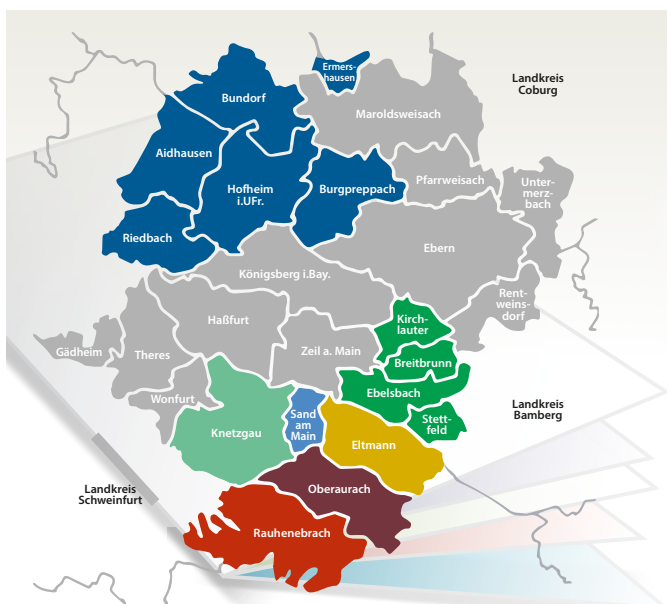 Ermers-
hausen
Landkreis
Coburg
Bundorf
Maroldsweisach
Aidhausen
Hofheim
i.UFr.
Burgpreppach
Pfarrweisach
Unter-
merz-
bach
Riedbach
Ebern
Königsberg i.Bay.
Rent-
weins-
dorf
Haßfurt
Kirch-
lauter
Gädheim
Theres
Zeil a. Main
Breitbrunn
Wonfurt
Ebelsbach
Landkreis
Bamberg
Knetzgau
Sand
am
Main
Eltmann
Stett-
feld
Landkreis
Schweinfurt
Oberaurach
Rauhenebrach